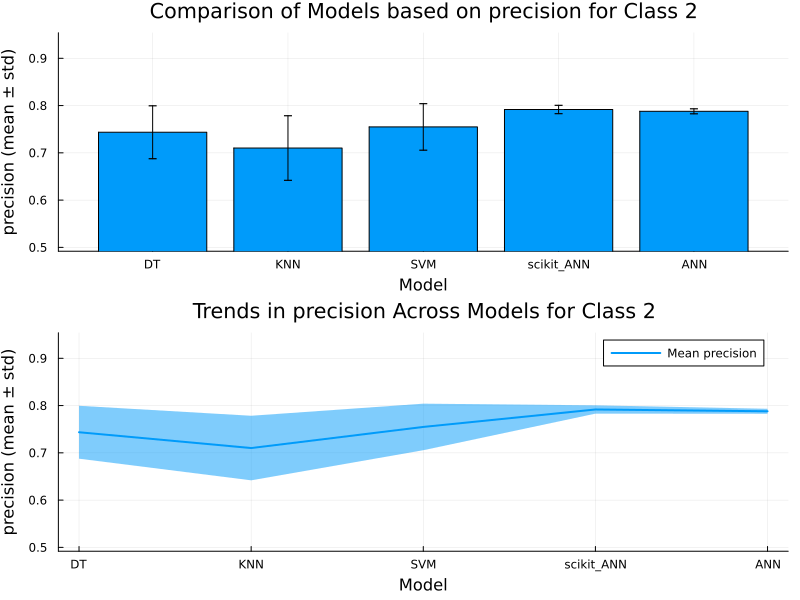 Comparison of Models based on precision for Class 2
precision (mean ± std)
0.9
0.8
0.7
0.6
0.5
DT KNN SVM scikit_ANN ANN
Model
Trends in precision Across Models for Class 2
precision (mean ± std)
Mean precision
0.9
0.8
0.7
0.6
0.5
DT KNN SVM scikit_ANN ANN
Model